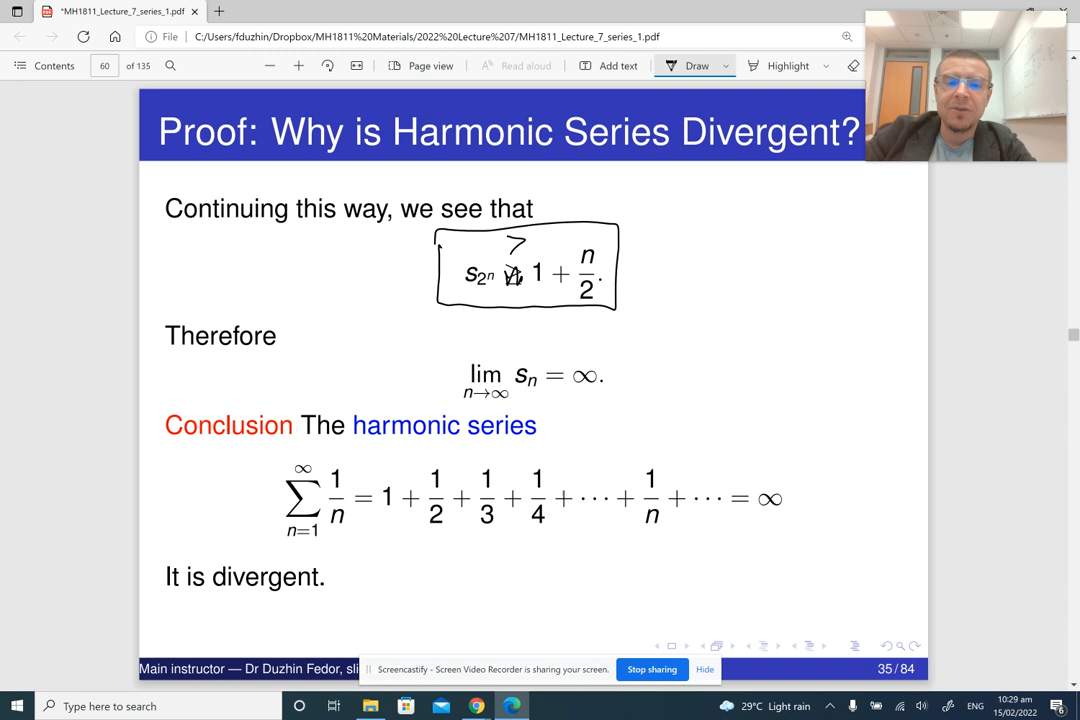 *MH1811_Lecture_7_series_1.pdf
File C:/Users/fduzhin/Dropbox/MH1811%20Materials/2022%20Lecture%207/MH1811_Lecture_7_series_1.pdf
Contents 60 of 135 Page view Read aloud Add text Draw Highlight
Proof: Why is Harmonic Series Divergent?
Continuing this way, we see that
>
s_{2^n} 1 + n/2.
Therefore
lim_{n→∞} s_n = ∞.
Conclusion The harmonic series
∑_{n=1}^{∞} 1/n = 1 + 1/2 + 1/3 + 1/4 + ⋯ + 1/n + ⋯ = ∞
It is divergent.
Main instructor — Dr Duzhin Fedor, sli 35 / 84
Screencastify - Screen Video Recorder is sharing your screen. Stop sharing Hide
Type here to search 29°C Light rain ENG 10:29 am
15/02/2022 6